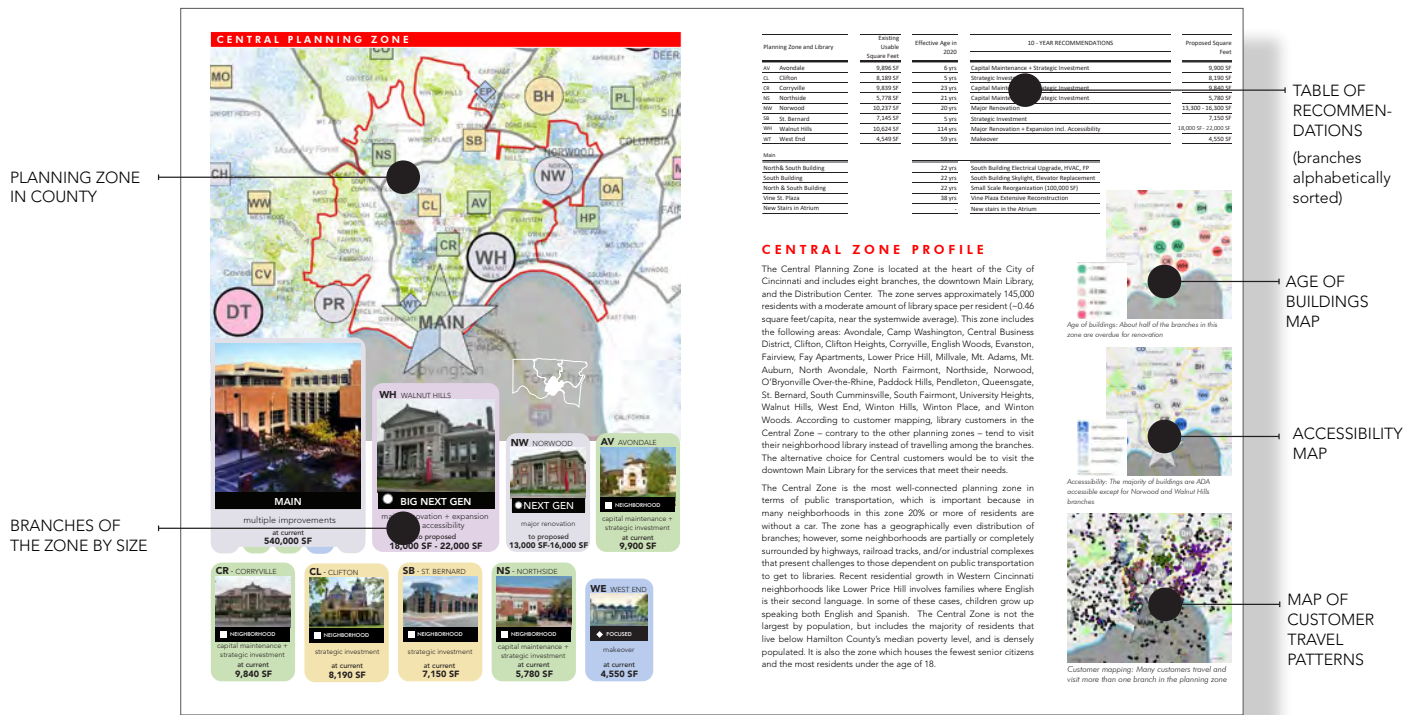 CENTRAL PLANNING ZONE
PLANNING ZONE
IN COUNTY
BRANCHES OF
THE ZONE BY SIZE
MO
CH
WW
CV
DT
PR
NS
SB
EP
BH
PL
NW
OA
HP
CL
AV
CR
WH
WT
MAIN
AMBERLEY
DEER
WINTON HILLS
WINTON PLACE
NORWOOD
COLUMBIA
Covington
CALIFORNIA
EAST END
LINWOOD
471
MAIN
multiple improvements
at current
540,000 SF
WH WALNUT HILLS
BIG NEXT GEN
renovation + expansion
accessibility
to proposed
18,000 SF - 22,000 SF
NW NORWOOD
NEXT GEN
major renovation
to proposed
13,000 SF-16,000 SF
AV AVONDALE
NEIGHBORHOOD
capital maintenance +
strategic investment
at current
9,900 SF
CR - CORRYVILLE
NEIGHBORHOOD
capital maintenance +
strategic investment
at current
9,840 SF
CL - CLIFTON
NEIGHBORHOOD
strategic investment
at current
8,190 SF
SB - ST. BERNARD
NEIGHBORHOOD
strategic investment
at current
7,150 SF
NS - NORTHSIDE
NEIGHBORHOOD
capital maintenance +
strategic investment
at current
5,780 SF
WE WEST END
FOCUSED
makeover
at current
4,550 SF
Planning Zone and Library Existing Usable Square Feet Effective Age in 2020 10 - YEAR RECOMMENDATIONS Proposed Square Feet
AV Avondale 9,896 SF 6 yrs Capital Maintenance + Strategic Investment 9,900 SF
CL Clifton 8,189 SF 5 yrs Strategic 8,190 SF
CR Corryville 9,839 SF 23 yrs Capital Strategic Investment 9,840 SF
NS Northside 5,778 SF 21 yrs Capital Strategic Investment 5,780 SF
NW Norwood 10,237 SF 20 yrs Major Renovation 13,300 - 16,300 SF
SB St. Bernard 7,145 SF 5 yrs Strategic Investment 7,150 SF
WH Walnut Hills 10,624 SF 114 yrs Major Renovation + Expansion incl. Accessibility 18,000 SF- 22,000 SF
WT West End 4,549 SF 59 yrs Makeover 4,550 SF
Main
North& South Building 22 yrs South Building Electrical Upgrade, HVAC, FP
South Building 22 yrs South Building Skylight, Elevator Replacement
North & South Building 22 yrs Small Scale Reorganization (100,000 SF)
Vine St. Plaza 38 yrs Vine Plaza Extensive Reconstruction
New Stairs in Atrium - New stairs in the Atrium
CENTRAL ZONE PROFILE
The Central Planning Zone is located at the heart of the City of
Cincinnati and includes eight branches, the downtown Main Library,
and the Distribution Center. The zone serves approximately 145,000
residents with a moderate amount of library space per resident (~0.46
square feet/capita, near the systemwide average). This zone includes
the following areas: Avondale, Camp Washington, Central Business
District, Clifton, Clifton Heights, Corryville, English Woods, Evanston,
Fairview, Fay Apartments, Lower Price Hill, Millvale, Mt. Adams, Mt.
Auburn, North Avondale, North Fairmont, Northside, Norwood,
O'Bryonville Over-the-Rhine, Paddock Hills, Pendleton, Queensgate,
St. Bernard, South Cumminsville, South Fairmont, University Heights,
Walnut Hills, West End, Winton Hills, Winton Place, and Winton
Woods. According to customer mapping, library customers in the
Central Zone – contrary to the other planning zones – tend to visit
their neighborhood library instead of travelling among the branches.
The alternative choice for Central customers would be to visit the
downtown Main Library for the services that meet their needs.
The Central Zone is the most well-connected planning zone in
terms of public transportation, which is important because in
many neighborhoods in this zone 20% or more of residents are
without a car. The zone has a geographically even distribution of
branches; however, some neighborhoods are partially or completely
surrounded by highways, railroad tracks, and/or industrial complexes
that present challenges to those dependent on public transportation
to get to libraries. Recent residential growth in Western Cincinnati
neighborhoods like Lower Price Hill involves families where English
is their second language. In some of these cases, children grow up
speaking both English and Spanish. The Central Zone is not the
largest by population, but includes the majority of residents that
live below Hamilton County's median poverty level, and is densely
populated. It is also the zone which houses the fewest senior citizens
and the most residents under the age of 18.
Age of buildings: About half of the branches in this
zone are overdue for renovation
Accesssibility: The majority of buildings are ADA
accessible except for Norwood and Walnut Hills
branches
Customer mapping: Many customers travel and
visit more than one branch in the planning zone
TABLE OF
RECOMMEN-
DATIONS
(branches
alphabetically
sorted)
AGE OF
BUILDINGS
MAP
ACCESSIBILITY
MAP
MAP OF
CUSTOMER
TRAVEL
PATTERNS